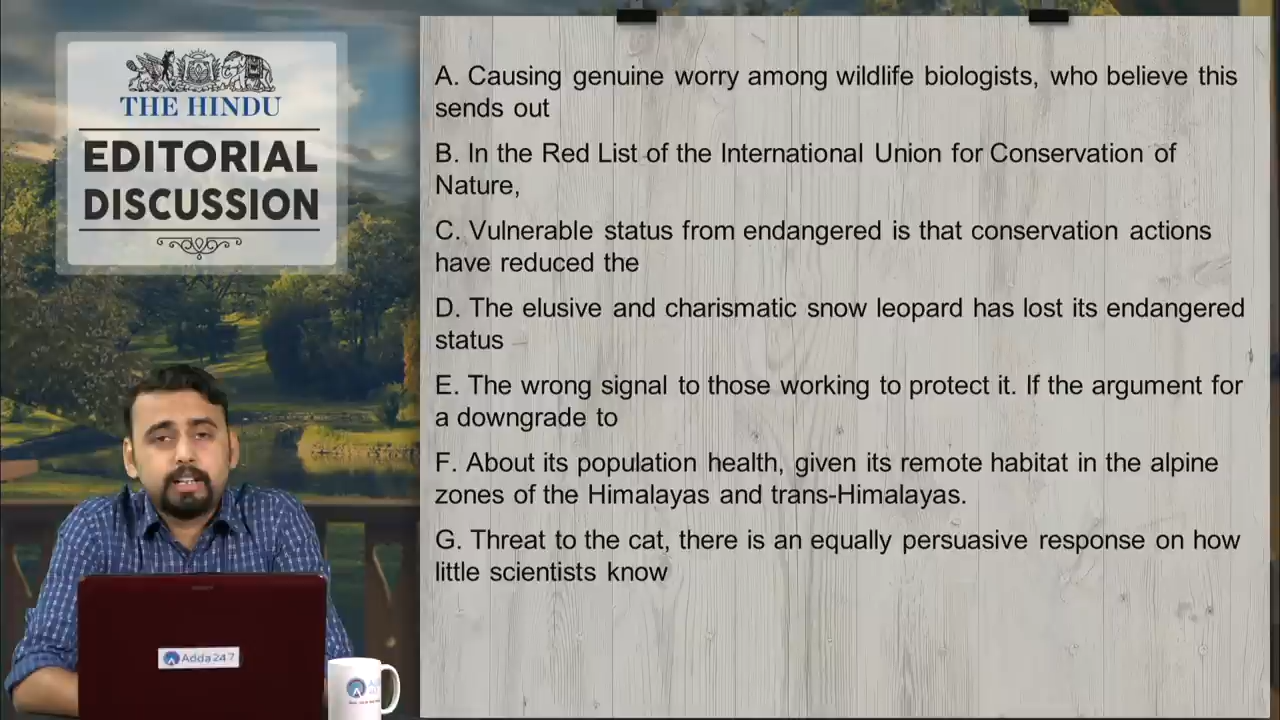 THE HINDU
EDITORIAL
DISCUSSION
A. Causing genuine worry among wildlife biologists, who believe this
sends out
B. In the Red List of the International Union for Conservation of
Nature,
C. Vulnerable status from endangered is that conservation actions
have reduced the
D. The elusive and charismatic snow leopard has lost its endangered
status
E. The wrong signal to those working to protect it. If the argument for
a downgrade to
F. About its population health, given its remote habitat in the alpine
zones of the Himalayas and trans-Himalayas.
G. Threat to the cat, there is an equally persuasive response on how
little scientists know
Adda247